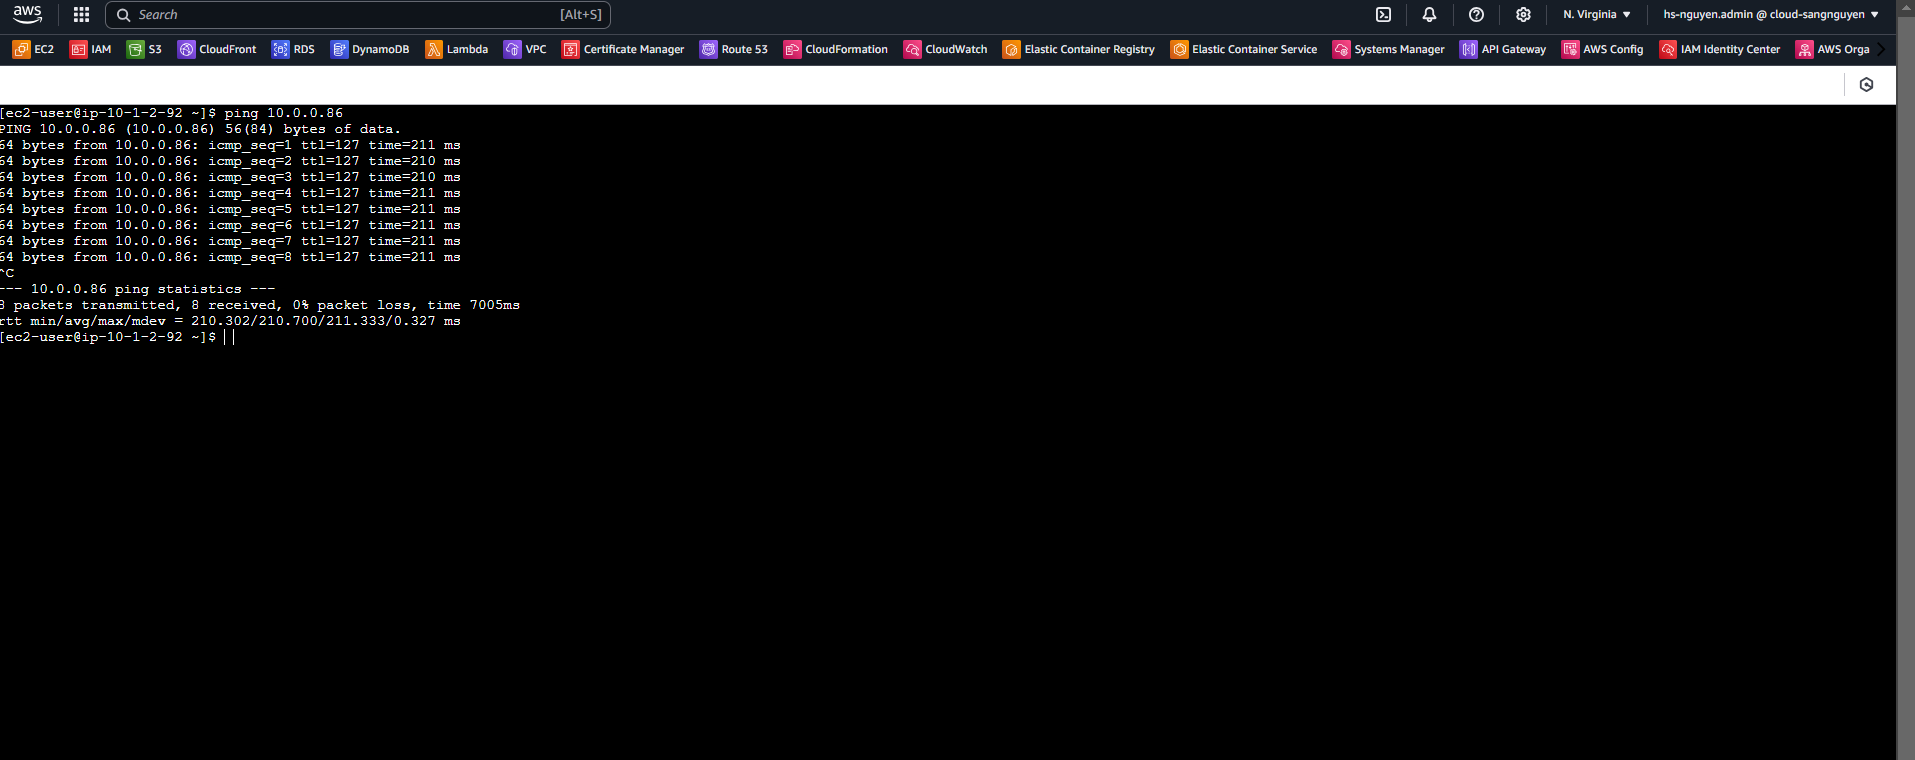 aws
Search [Alt+S] N. Virginia hs-nguyen.admin @ cloud-sangnguyen
EC2 IAM S3 CloudFront RDS DynamoDB Lambda VPC Certificate Manager Route 53 CloudFormation CloudWatch Elastic Container Registry Elastic Container Service Systems Manager API Gateway AWS Config IAM Identity Center AWS Orga
[ec2-user@ip-10-1-2-92 ~]$ ping 10.0.0.86
PING 10.0.0.86 (10.0.0.86) 56(84) bytes of data.
64 bytes from 10.0.0.86: icmp_seq=1 ttl=127 time=211 ms
64 bytes from 10.0.0.86: icmp_seq=2 ttl=127 time=210 ms
64 bytes from 10.0.0.86: icmp_seq=3 ttl=127 time=210 ms
64 bytes from 10.0.0.86: icmp_seq=4 ttl=127 time=211 ms
64 bytes from 10.0.0.86: icmp_seq=5 ttl=127 time=211 ms
64 bytes from 10.0.0.86: icmp_seq=6 ttl=127 time=211 ms
64 bytes from 10.0.0.86: icmp_seq=7 ttl=127 time=211 ms
64 bytes from 10.0.0.86: icmp_seq=8 ttl=127 time=211 ms
^C
--- 10.0.0.86 ping statistics ---
8 packets transmitted, 8 received, 0% packet loss, time 7005ms
rtt min/avg/max/mdev = 210.302/210.700/211.333/0.327 ms
[ec2-user@ip-10-1-2-92 ~]$